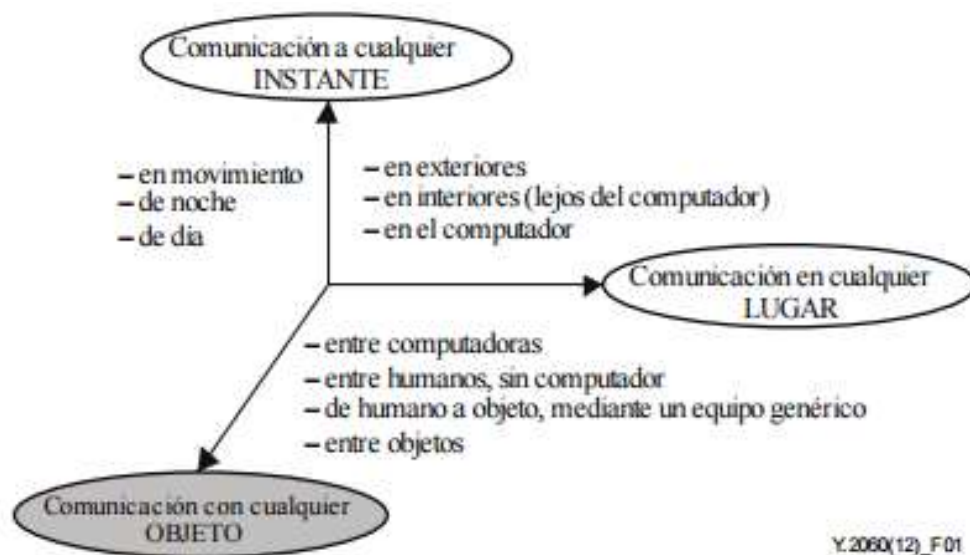 Comunicación a cualquier
INSTANTE
– en movimiento
– de noche
– de día
– en exteriores
– en interiores (lejos del computador)
– en el computador
Comunicación en cualquier
LUGAR
– entre computadoras
– entre humanos, sin computador
– de humano a objeto, mediante un equipo genérico
– entre objetos
Comunicación con cualquier
OBJETO
Y.2060(12)_F01